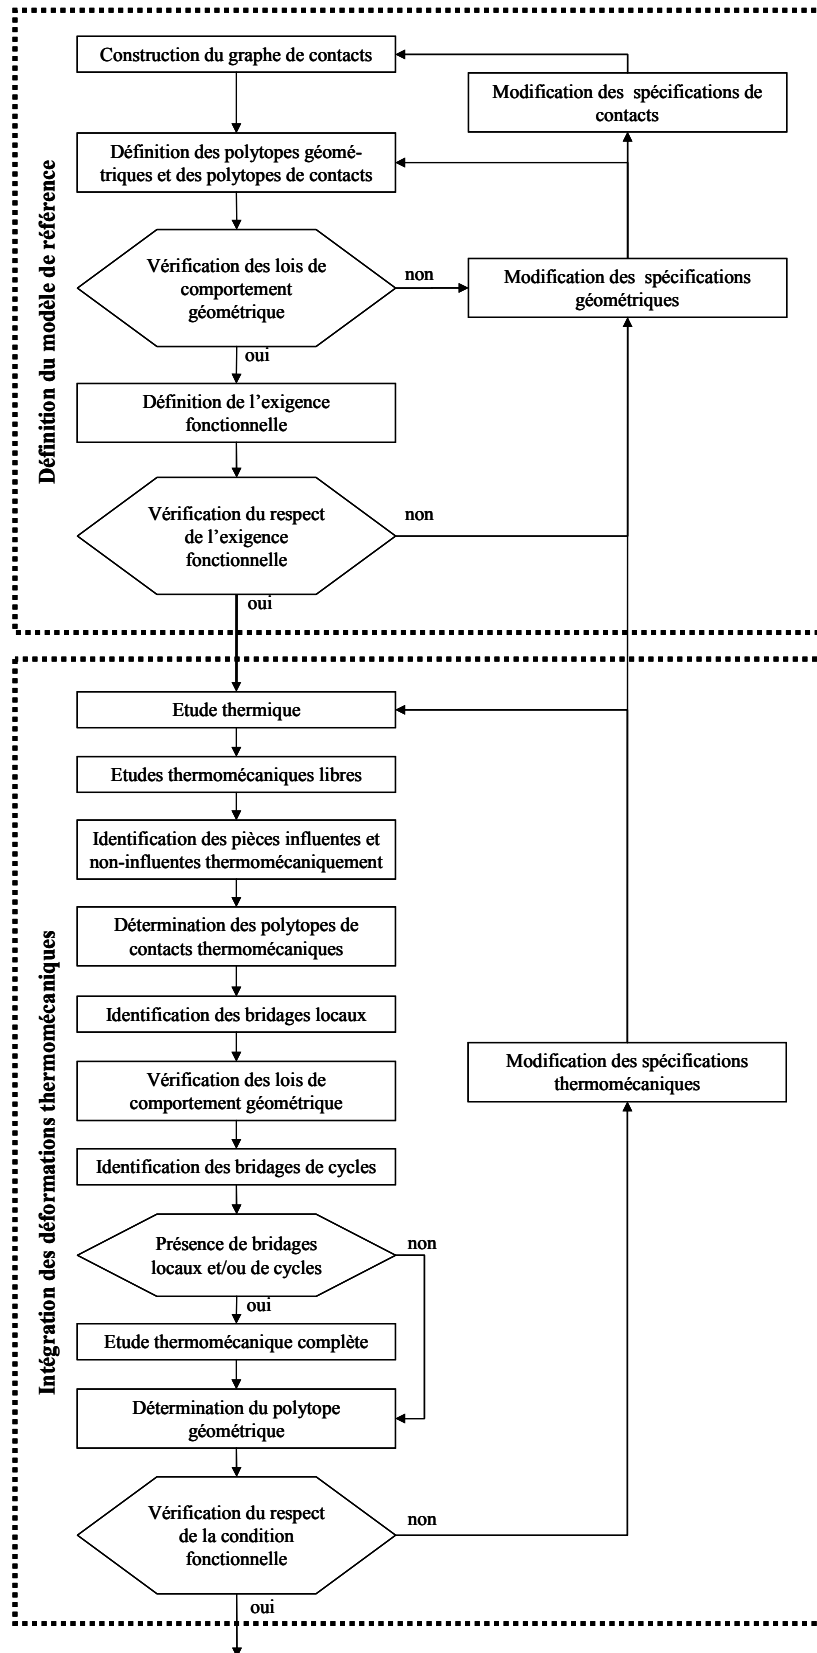 Définition du modèle de référence
Construction du graphe de contacts
Modification des spécifications de
contacts
Définition des polytopes géomé-
triques et des polytopes de contacts
Vérification des lois de
comportement
géométrique
non
Modification des spécifications
géométriques
oui
Définition de l'exigence
fonctionnelle
Vérification du respect
de l'exigence
fonctionnelle
non
oui
Intégration des déformations thermomécaniques
Etude thermique
Etudes thermomécaniques libres
Identification des pièces influentes et
non-influentes thermomécaniquement
Détermination des polytopes de
contacts thermomécaniques
Identification des bridages locaux
Modification des spécifications
thermomécaniques
Vérification des lois de
comportement géométrique
Identification des bridages de cycles
Présence de bridages
locaux et/ou de cycles
non
oui
Etude thermomécanique complète
Détermination du polytope
géométrique
Vérification du respect
de la condition
fonctionnelle
non
oui